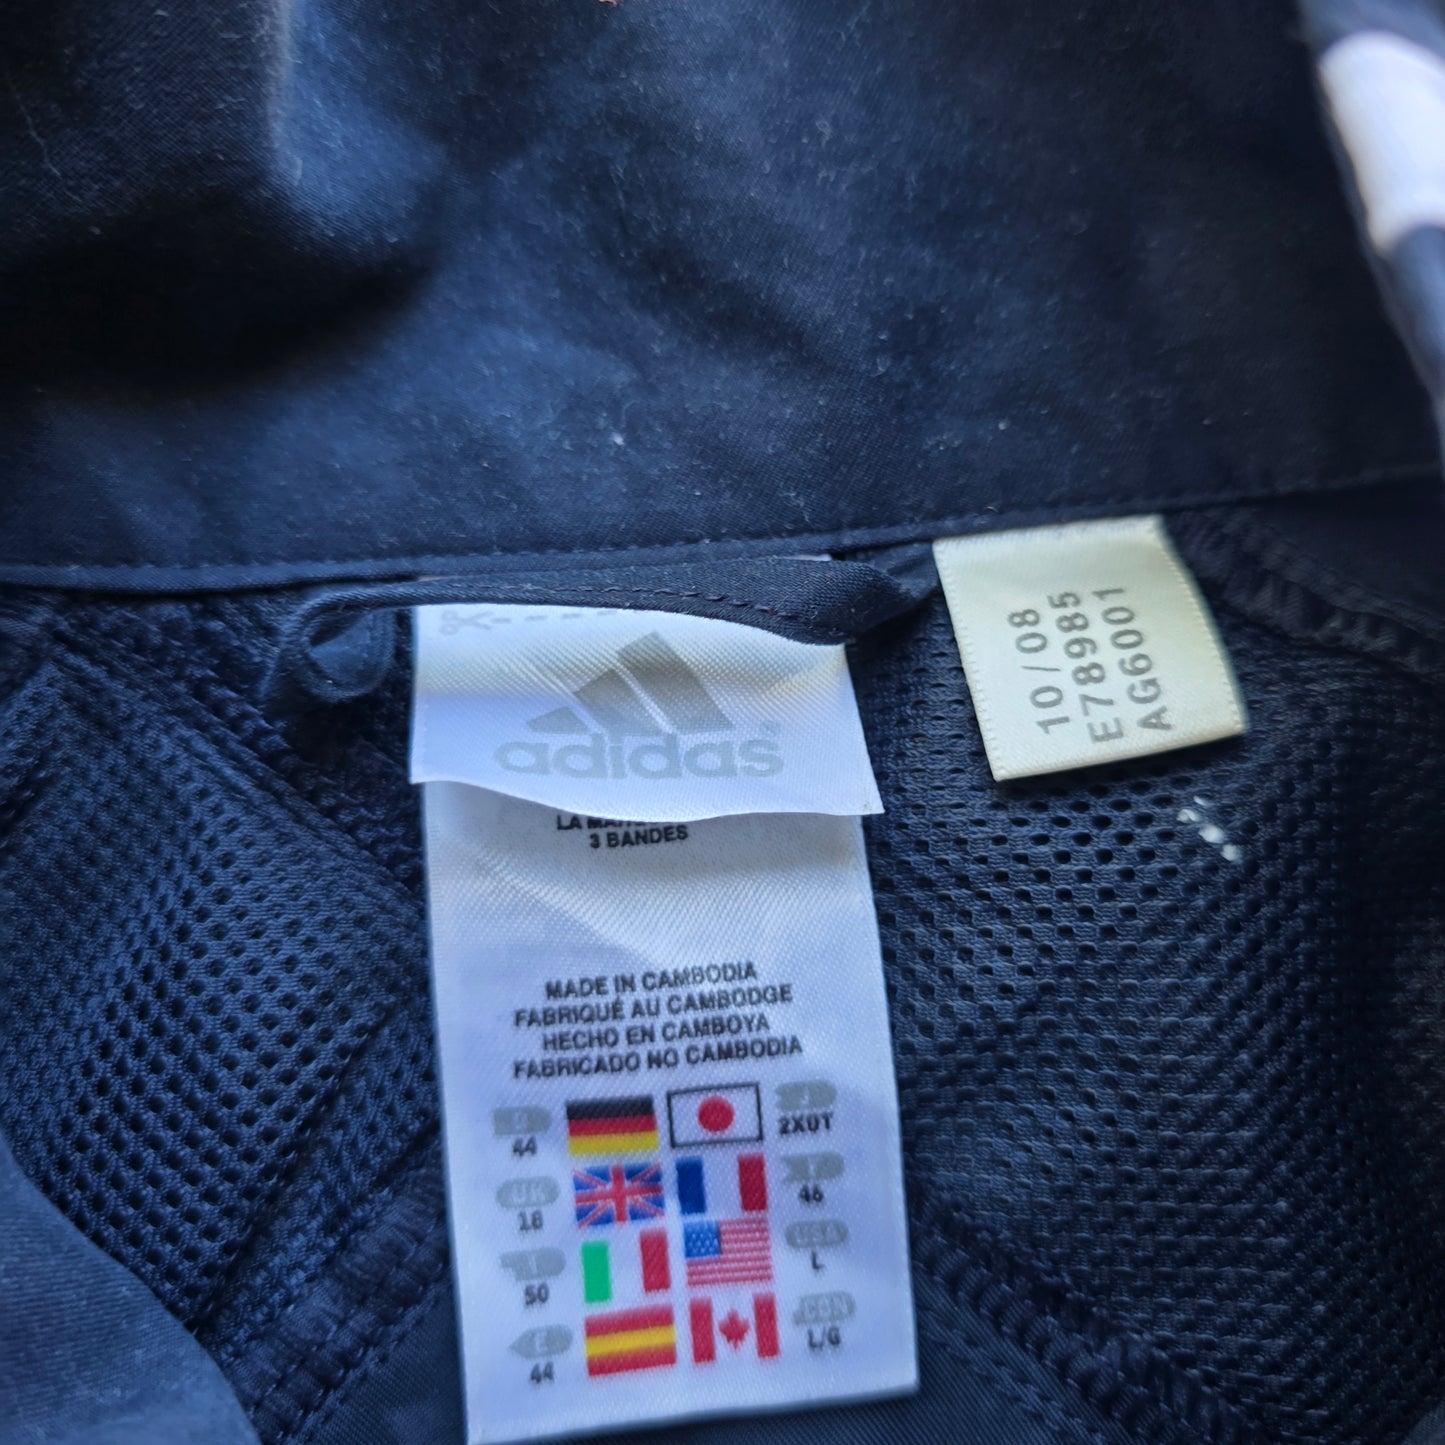 adidas
LA
3 BANDES
MADE IN CAMBODIA
FABRIQUÉ AU CAMBODGE
HECHO EN CAMBOYA
FABRICADO NO CAMBODIA
D
44
J
2XOT
UK
18
F
46
I
50
USA
L
E
44
CDN
L/G
10/08
E78985
AG6001